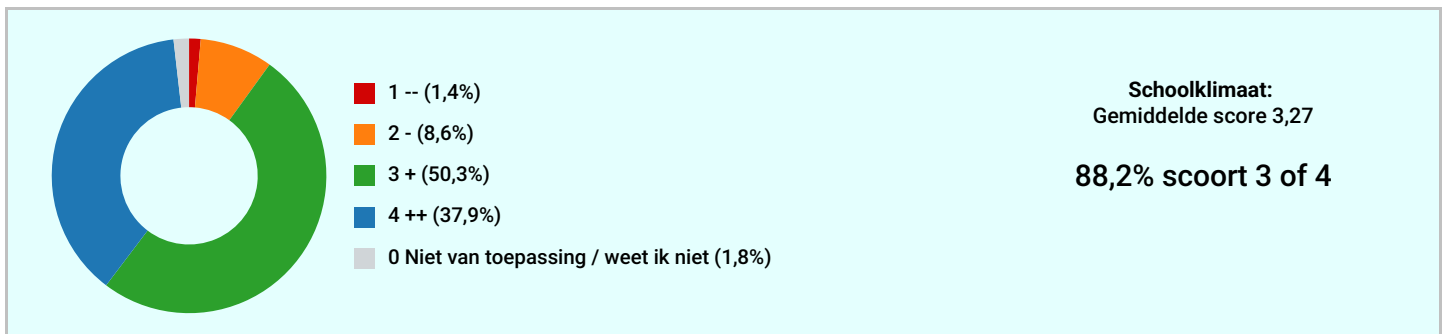 1 -- (1,4%)
2 - (8,6%)
3 + (50,3%)
4 ++ (37,9%)
0 Niet van toepassing / weet ik niet (1,8%)
Schoolklimaat:
Gemiddelde score 3,27
88,2% scoort 3 of 4